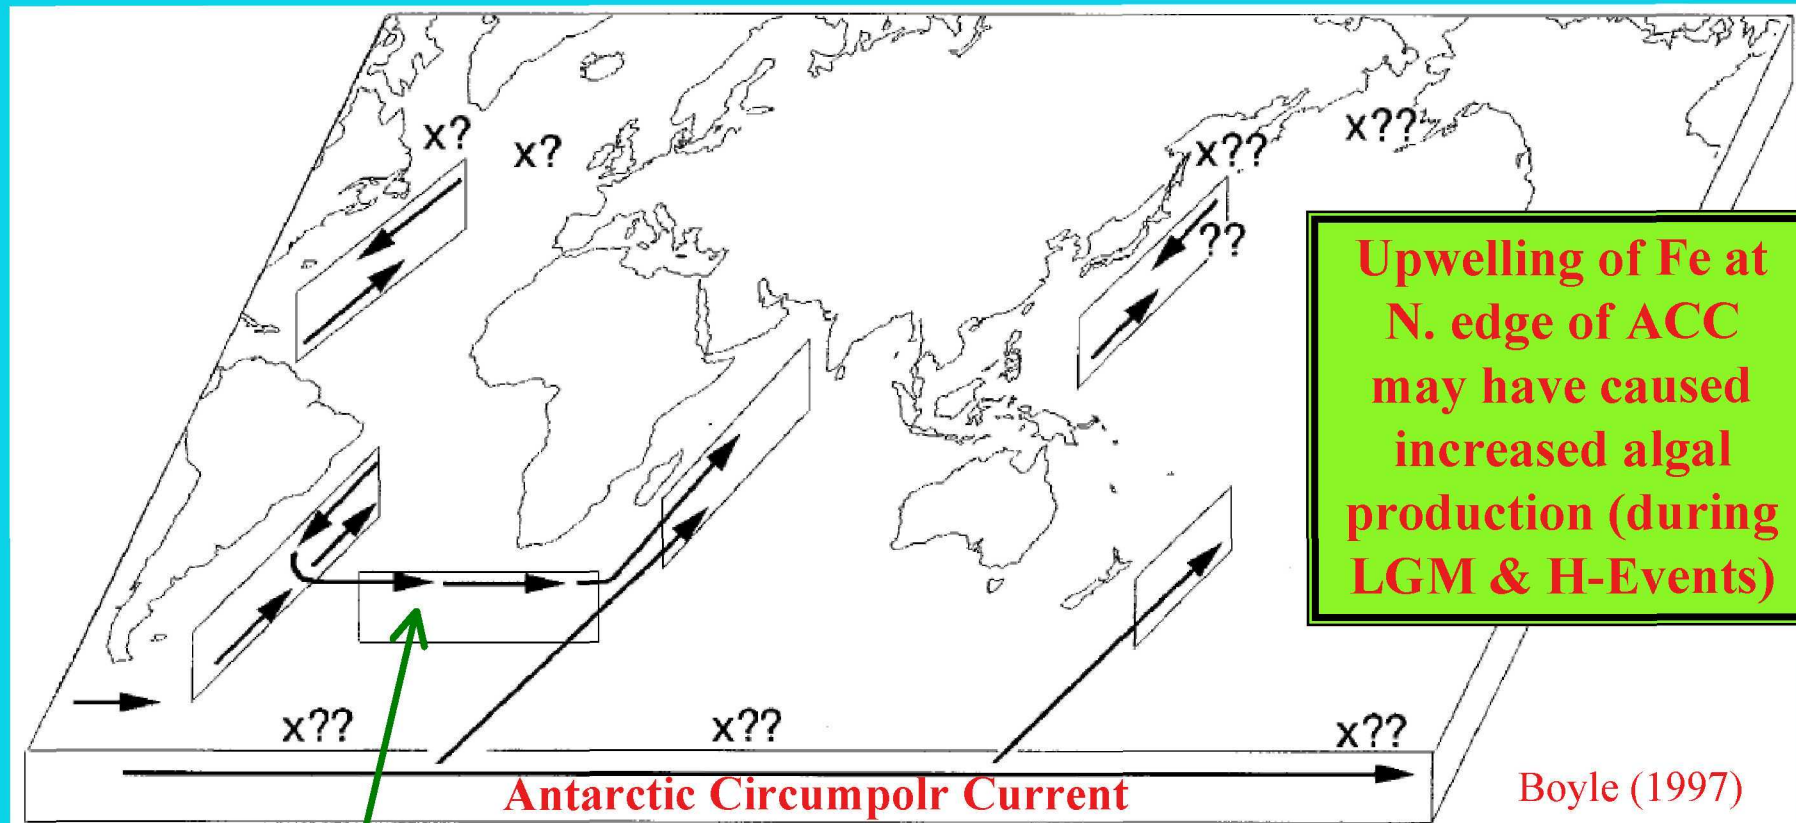 x?
x?
x??
x??
??
Upwelling of Fe at
N. edge of ACC
may have caused
increased algal
production (during
LGM & H-Events)
x??
x??
x??
Antarctic Circumpolr Current
Boyle (1997)